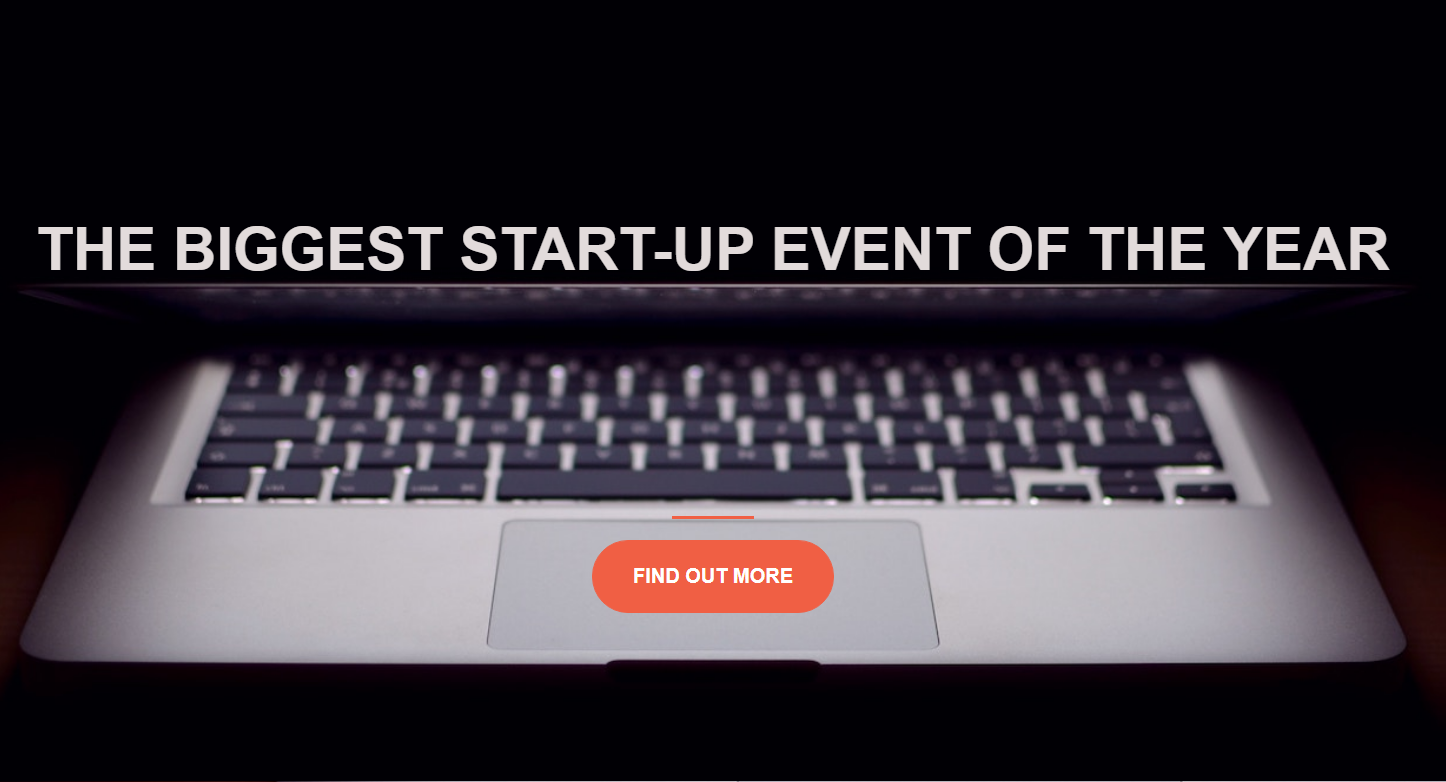 THE BIGGEST START-UP EVENT OF THE YEAR
FIND OUT MORE